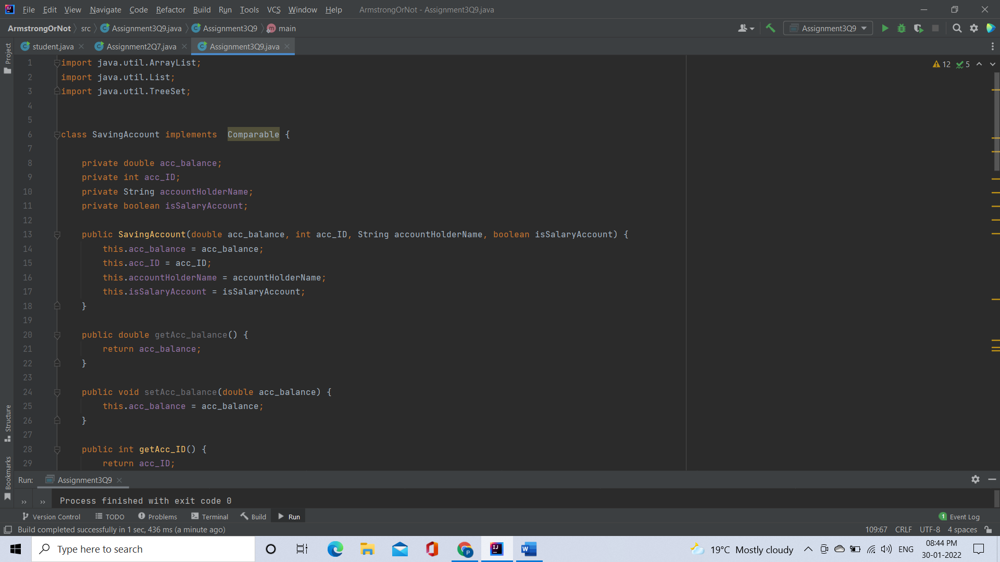 File Edit View Navigate Code Refactor Build Run Tools VCS Window Help ArmstrongOrNot - Assignment3Q9.java
ArmstrongOrNot src Assignment3Q9.java Assignment3Q9 main Assignment3Q9
student.java Assignment2Q7.java Assignment3Q9.java
Project
12 5
1 import java.util.ArrayList;
2 import java.util.List;
3 import java.util.TreeSet;
4
5
6 class SavingAccount implements  Comparable {
7
8 private double acc_balance;
9 private int acc_ID;
10 private String accountHolderName;
11 private boolean isSalaryAccount;
12
13 public SavingAccount(double acc_balance, int acc_ID, String accountHolderName, boolean isSalaryAccount) {
14 this.acc_balance = acc_balance;
15 this.acc_ID = acc_ID;
16 this.accountHolderName = accountHolderName;
17 this.isSalaryAccount = isSalaryAccount;
18 }
19
20 public double getAcc_balance() {
21 return acc_balance;
22 }
23
24 public void setAcc_balance(double acc_balance) {
25 this.acc_balance = acc_balance;
26 }
27
28 public int getAcc_ID() {
29 return acc_ID;
Structure
Bookmarks
Run: Assignment3Q9
Process finished with exit code 0
Version Control TODO Problems Terminal Build Run 1 Event Log
Build completed successfully in 1 sec, 436 ms (a minute ago) 109:67 CRLF UTF-8 4 spaces
Type here to search 19°C Mostly cloudy ENG 08:44 PM
30-01-2022